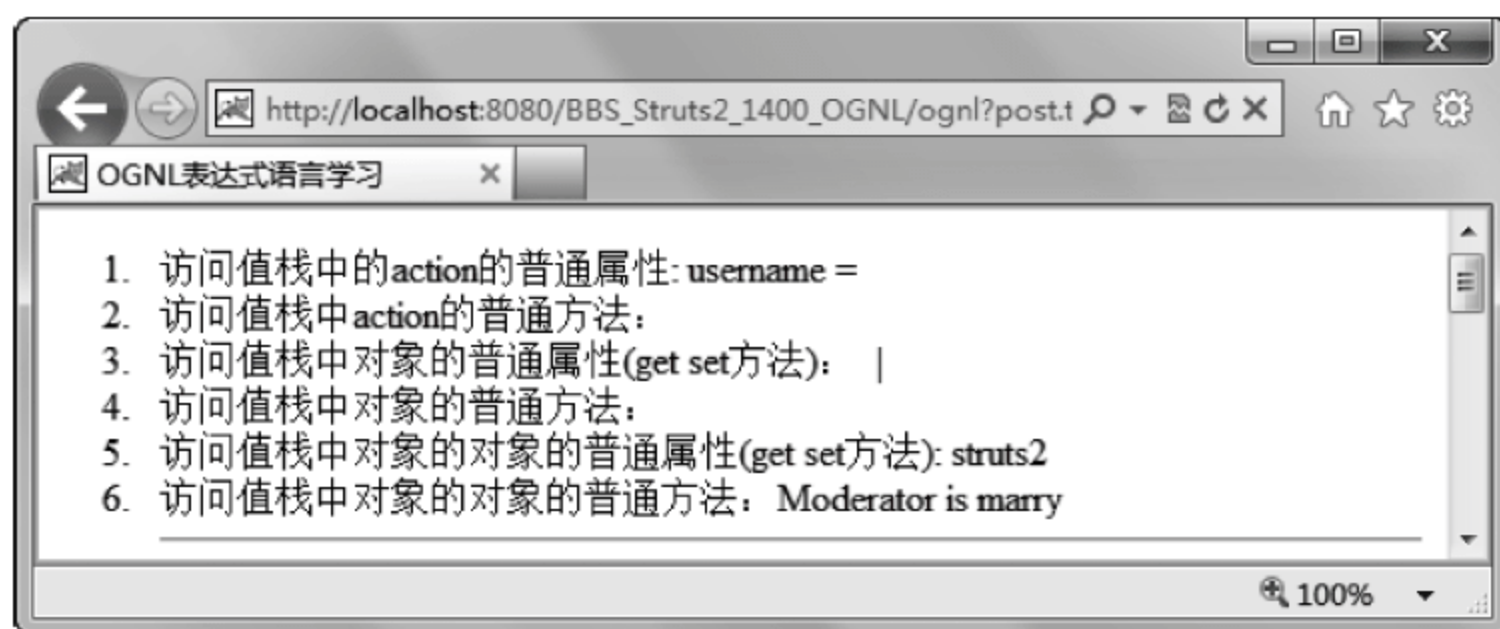 http://localhost:8080/BBS_Struts2_1400_OGNL/ognl?post.t
OGNL表达式语言学习
1. 访问值栈中的action的普通属性: username =
2. 访问值栈中action的普通方法：
3. 访问值栈中对象的普通属性(get set方法)： |
4. 访问值栈中对象的普通方法：
5. 访问值栈中对象的对象的普通属性(get set方法): struts2
6. 访问值栈中对象的对象的普通方法：Moderator is marry
100%